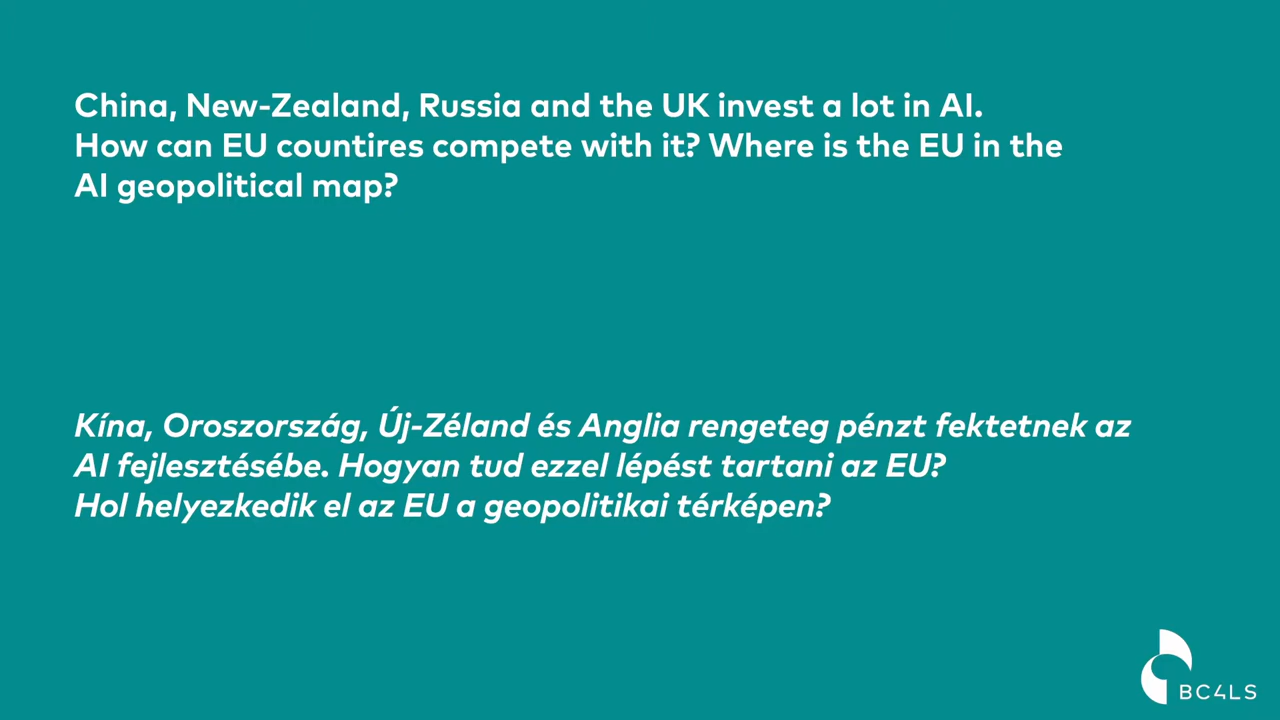 China, New-Zealand, Russia and the UK invest a lot in AI.
How can EU countires compete with it? Where is the EU in the
AI geopolitical map?
Kína, Oroszország, Új-Zéland és Anglia rengeteg pénzt fektetnek az
AI fejlesztésébe. Hogyan tud ezzel lépést tartani az EU?
Hol helyezkedik el az EU a geopolitikai térképen?
BC4LS